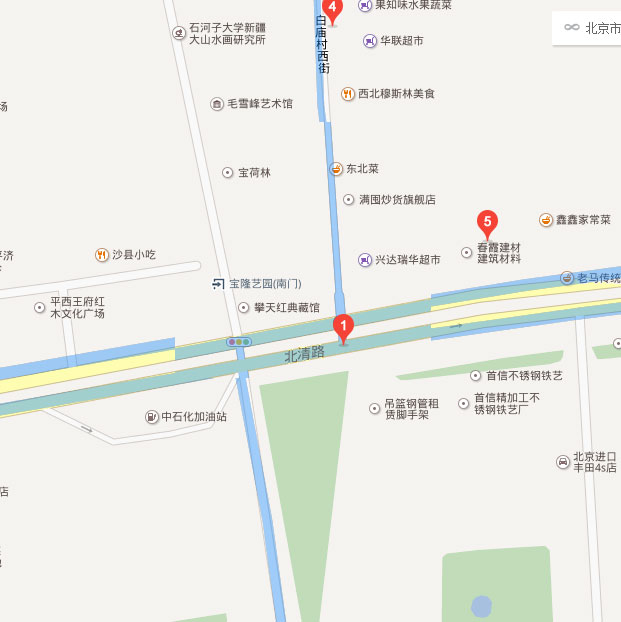 果知味水果蔬菜
4
石河子大学新疆
大山水画研究所
白庙村西街
华联超市
北京市
西北穆斯林美食
毛雪峰艺术馆
场
宝荷林
东北菜
满囤炒货旗舰店
5
鑫鑫家常菜
春霞建材
建筑材料
沙县小吃
兴达瑞华超市
宝隆艺园(南门)
老马传统
平西王府红
木文化广场
攀天红典藏馆
1
北清路
首信不锈钢铁艺
吊篮钢管租
赁脚手架
首信精加工不
锈钢铁艺厂
中石化加油站
北京进口
丰田4s店
店